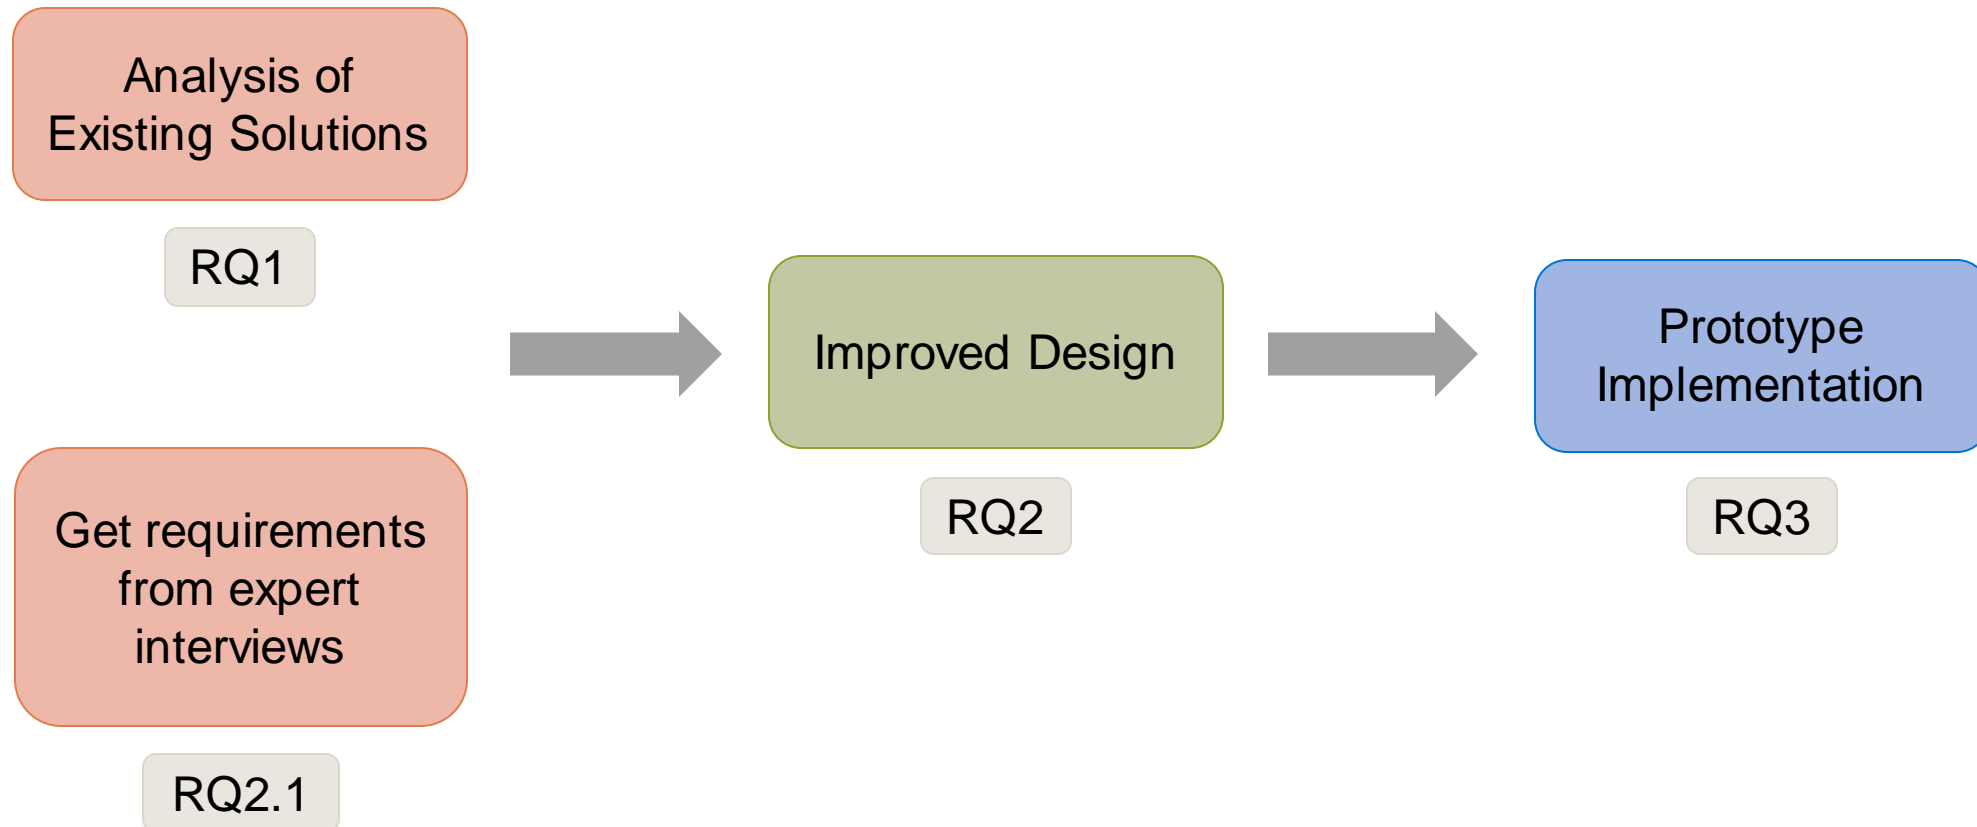 Analysis of
Existing Solutions
RQ1
Get requirements
from expert
interviews
RQ2.1
Improved Design
RQ2
Prototype
Implementation
RQ3